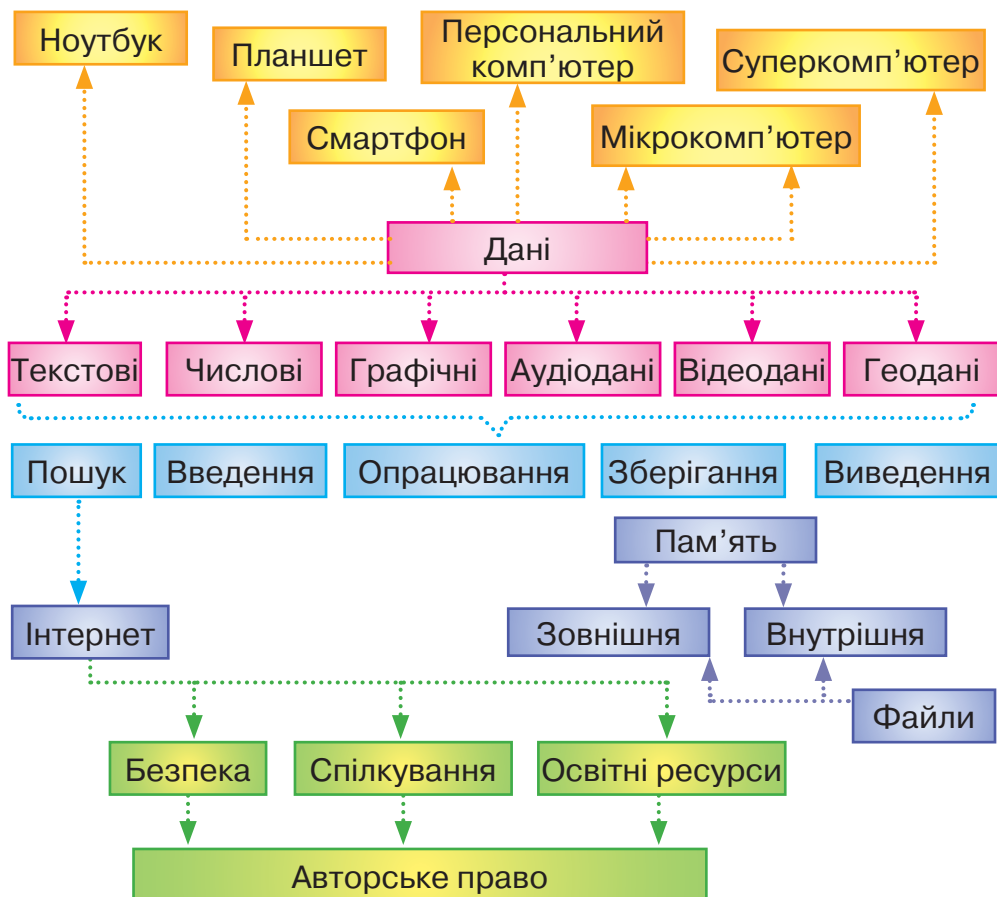 Ноутбук
Планшет
Персональний
комп’ютер
Суперкомп’ютер
Смартфон
Мікрокомп’ютер
Дані
Текстові
Числові
Графічні
Аудіодані
Відеодані
Геодані
Пошук
Введення
Опрацювання
Зберігання
Виведення
Пам’ять
Інтернет
Зовнішня
Внутрішня
Файли
Безпека
Спілкування
Освітні ресурси
Авторське право